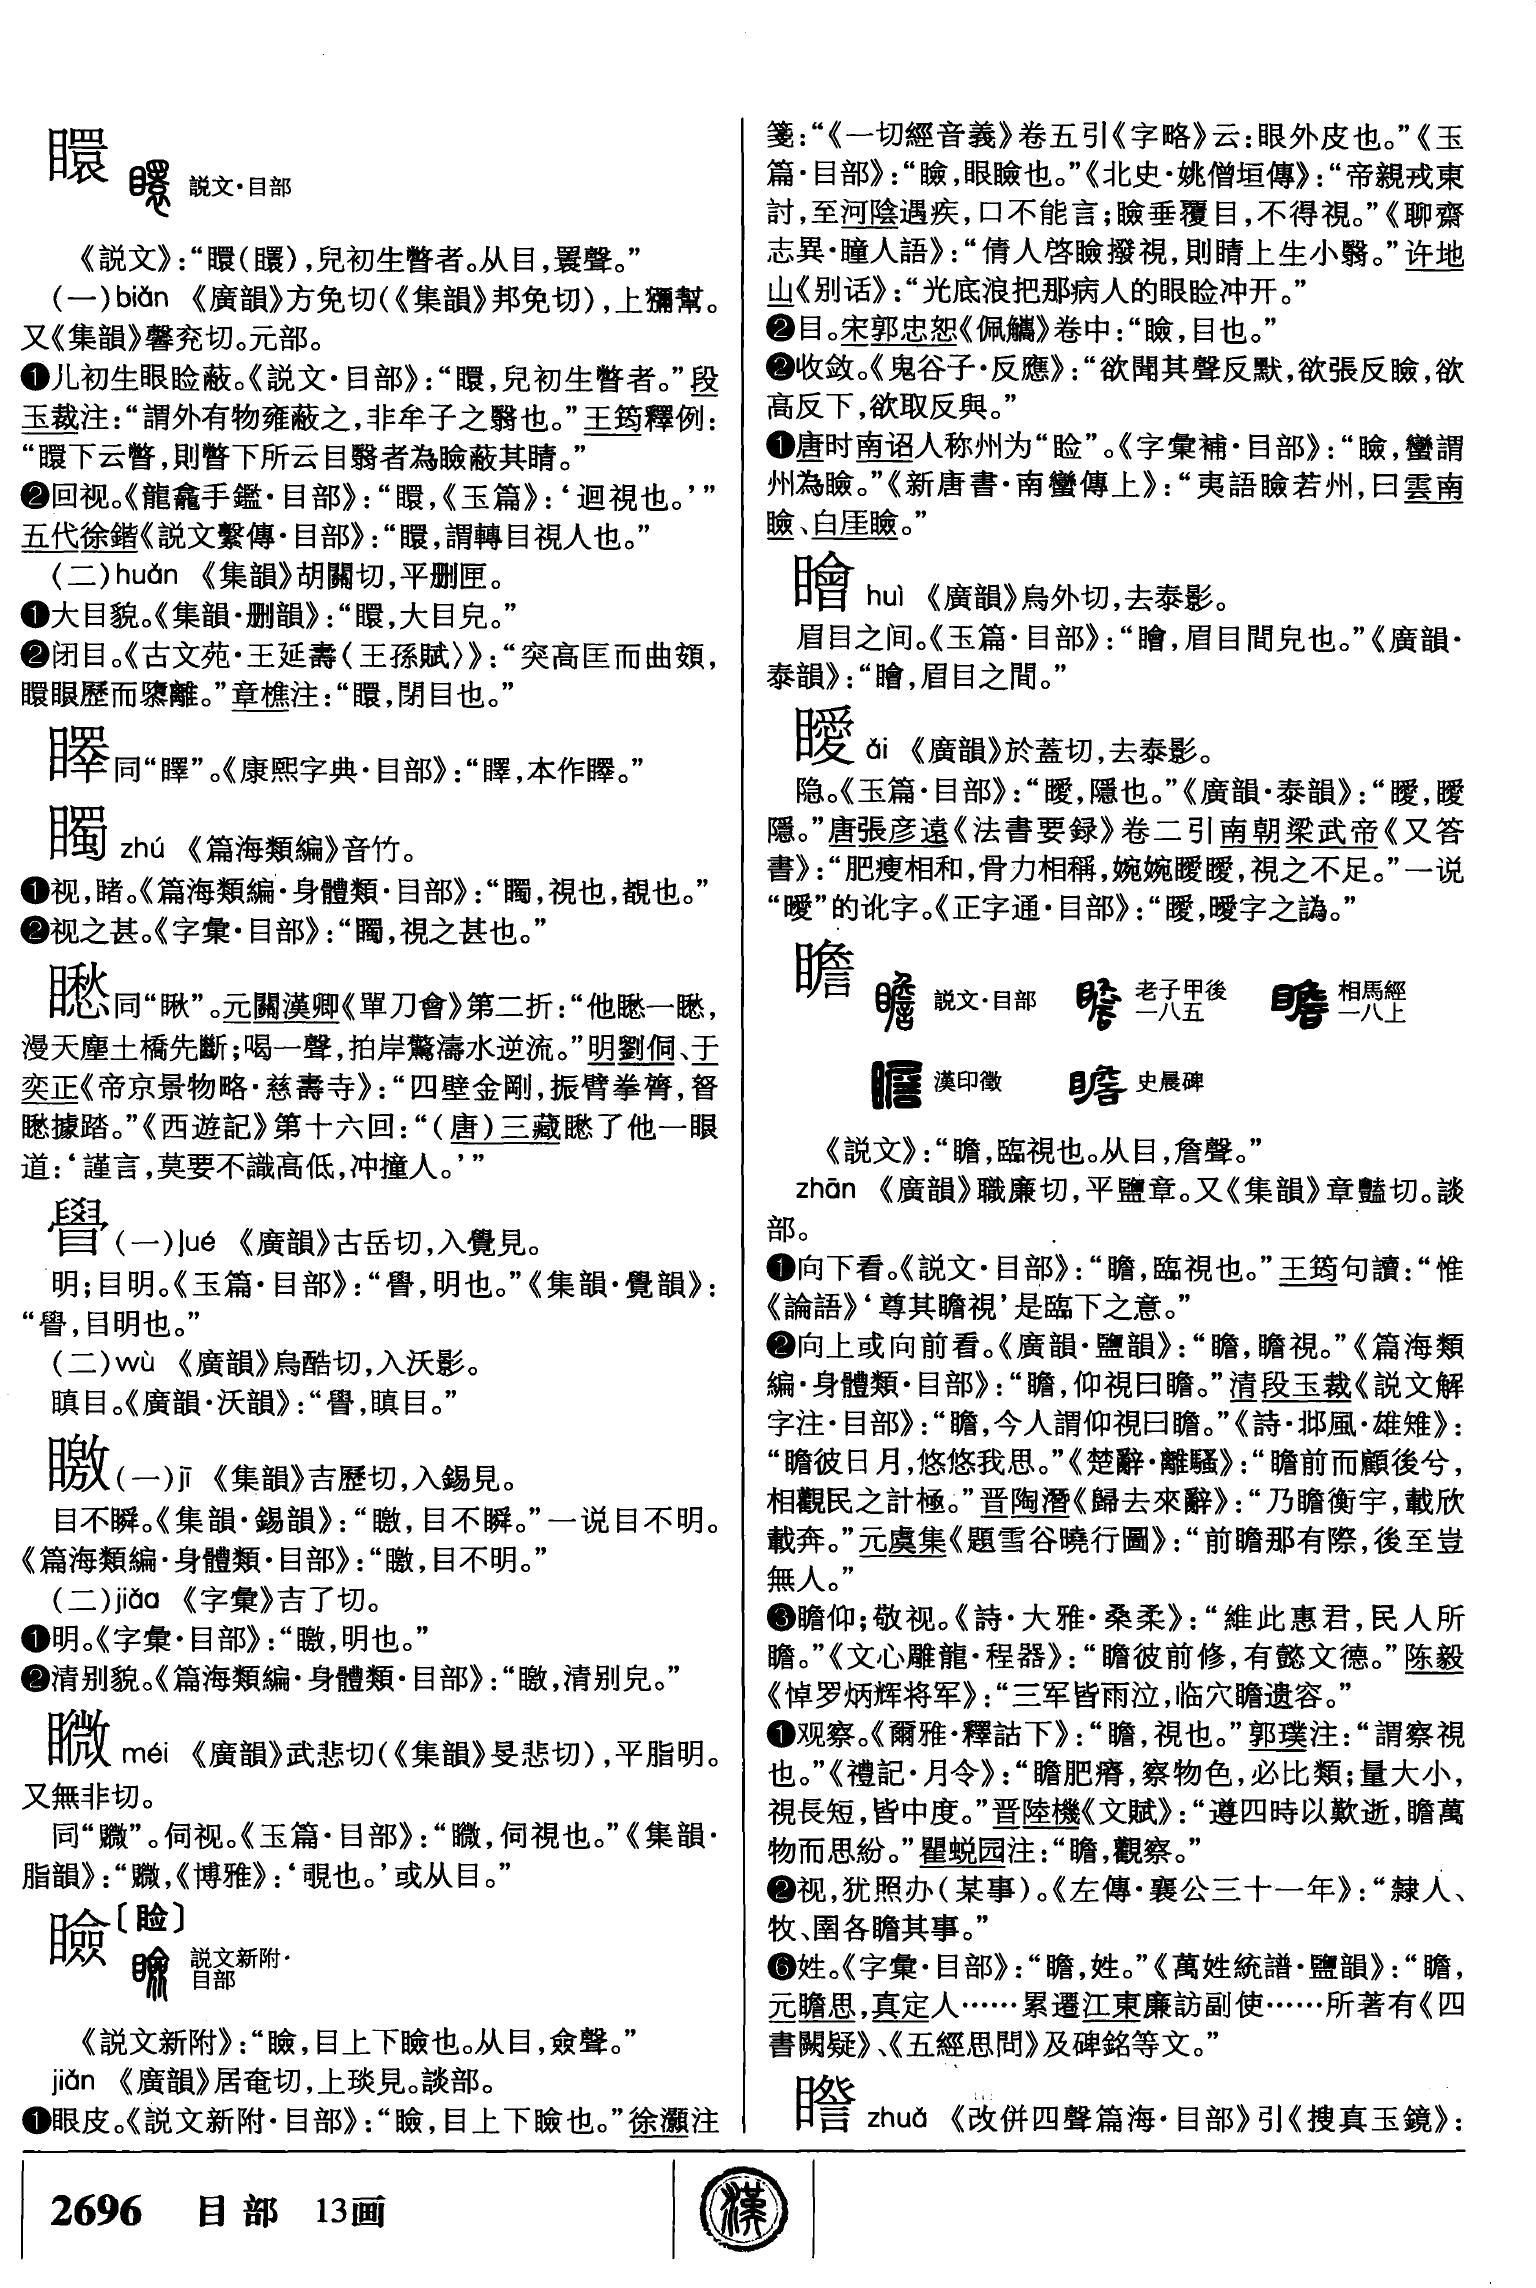 瞏 説文·目部
《説文》：“矎（瞏），兒初生瞥者。从目，瞏聲。”
（一）biǎn 《廣韻》方免切（《集韻》邦免切），上獮幫。
又《集韻》馨兗切。元部。
❶儿初生眼睑蔽。《説文·目部》：“䁵，兒初生瞥者。”段
玉裁注：“謂外有物雍蔽之，非牟子之翳也。”王筠釋例：
“䁵下云瞥，則瞥下所云目翳者為瞼蔽其睛。”
❷回视。《龍龕手鑑·目部》：“䁵，《玉篇》：‘迴視也。’”
五代徐鍇《説文繫傳·目部》：“䁵，謂轉目視人也。”
（二）huǎn 《集韻》胡關切，平删匣。
❶大目貌。《集韻·删韻》：“䁵，大目皃。”
❷闭目。《古文苑·王延壽〈王孫賦〉》：“突高匡而曲頞，
䁵睙歷而隳離。”章樵注：“䁵，閉目也。”
同“睪”。《康熙字典·目部》：“睪，本作。”
矚 zhú 《篇海類編》音竹。
❶视，睹。《篇海類編·身體類·目部》：“䁷，視也，覩也。”
❷视之甚。《字彙·目部》：“䁷，視之甚也。”
矁同“瞅”。元關漢卿《單刀會》第二折：“他矁一矁，
漫天塵土橋先斷；喝一聲，拍岸驚濤水逆流。”明劉侗、于
奕正《帝京景物略·慈壽寺》：“四壁金剛，振臂拳膂，督
矁據踏。”《西遊記》第十六回：“（唐）三藏矁了他一眼
道：‘謹言，莫要不識高低，冲撞人。’”
（一）jué 《廣韻》古岳切，入覺見。
明；目明。《玉篇·目部》：“，明也。”《集韻·覺韻》：
“，目明也。”
（二）wù 《廣韻》烏酷切，入沃影。
瞋目。《廣韻·沃韻》：“，瞋目。”
瞮（一）jī 《集韻》吉歷切，入錫見。
目不瞬。《集韻·錫韻》：“䁶，目不瞬。”一说目不明。
《篇海類編·身體類·目部》：“䁶，目不明。”
（二）jiǎo 《字彙》吉了切。
❶明。《字彙·目部》：“䁶，明也。”
❷清别貌。《篇海類編·身體類·目部》：“䁶，清别皃。”
矀 méi 《廣韻》武悲切（《集韻》旻悲切），平脂明。
又無非切。
同“覹”。伺视。《玉篇·目部》：“矀，伺視也。”《集韻·
脂韻》：“覹，《博雅》：‘覗也。’或从目。”
瞼〔睑〕 説文新附·
目部
《説文新附》：“瞼，目上下瞼也。从目，僉聲。”
jiǎn 《廣韻》居奄切，上琰見。談部。
❶眼皮。《説文新附·目部》：“瞼，目上下瞼也。”徐灝注
箋：“《一切經音義》卷五引《字略》云：眼外皮也。”《玉
篇·目部》：“瞼，眼瞼也。”《北史·姚僧垣傳》：“帝親戎東
討，至河陰遇疾，口不能言；瞼垂覆目，不得視。”《聊齋
志異·瞳人語》：“倩人啓瞼撥視，則睛上生小翳。”许地
山《别话》：“光底浪把那病人的眼睑冲开。”
❷目。宋郭忠恕《佩觿》卷中：“瞼，目也。”
❷收敛。《鬼谷子·反應》：“欲聞其聲反默，欲張反瞼，欲
高反下，欲取反與。”
❶唐时南诏人称州为“睑”。《字彙補·目部》：“瞼，蠻謂
州為瞼。”《新唐書·南蠻傳上》：“夷語瞼若州，曰雲南
瞼、白厓瞼。”
䁨 huì 《廣韻》烏外切，去泰影。
眉目之间。《玉篇·目部》：“䁨，眉目間皃也。”《廣韻·
泰韻》：“䁨，眉目之間。”
瞹 ǎi 《廣韻》於蓋切，去泰影。
隐。《玉篇·目部》：“瞹，隱也。”《廣韻·泰韻》：“瞹，瞹
隱。”唐張彦遠《法書要録》卷二引南朝梁武帝《又答
書》：“肥瘦相和，骨力相稱，婉婉瞹瞹，視之不足。”一说
“曖”的讹字。《正字通·目部》：“瞹，曖字之譌。”
瞻 説文·目部 老子甲後一八五 相馬經一八上
漢印徵 史晨碑
《説文》：“瞻，臨視也。从目，詹聲。”
zhān 《廣韻》職廉切，平鹽章。又《集韻》章豔切。談
部。
❶向下看。《説文·目部》：“瞻，臨視也。”王筠句讀：“惟
《論語》‘尊其瞻視’是臨下之意。”
❷向上或向前看。《廣韻·鹽韻》：“瞻，瞻視。”《篇海類
編·身體類·目部》：“瞻，仰視曰瞻。”清段玉裁《説文解
字注·目部》：“瞻，今人謂仰視曰瞻。”《詩·邶風·雄雉》：
“瞻彼日月，悠悠我思。”《楚辭·離騷》：“瞻前而顧後兮，
相觀民之計極。”晋陶潛《歸去來辭》：“乃瞻衡宇，載欣
載奔。”元虞集《題雪谷曉行圖》：“前瞻那有際，後至豈
無人。”
❸瞻仰；敬视。《詩·大雅·桑柔》：“維此惠君，民人所
瞻。”《文心雕龍·程器》：“瞻彼前修，有懿文德。”陈毅
《悼罗炳辉将军》：“三军皆雨泣，临穴瞻遗容。”
❶观察。《爾雅·釋詁下》：“瞻，視也。”郭璞注：“謂察視
也。”《禮記·月令》：“瞻肥瘠，察物色，必比類；量大小，
視長短，皆中度。”晋陸機《文賦》：“遵四時以歎逝，瞻萬
物而思紛。”瞿蜕园注：“瞻，觀察。”
❷视，犹照办（某事）。《左傳·襄公三十一年》：“隸人、
牧、圉各瞻其事。”
❻姓。《字彙·目部》：“瞻，姓。”《萬姓統譜·鹽韻》：“瞻，
元瞻思，真定人……累遷江東廉訪副使……所著有《四
書闕疑》、《五經思問》及碑銘等文。”
zhuǎ 《改併四聲篇海·目部》引《搜真玉鏡》：
2696 目部 13画
漢